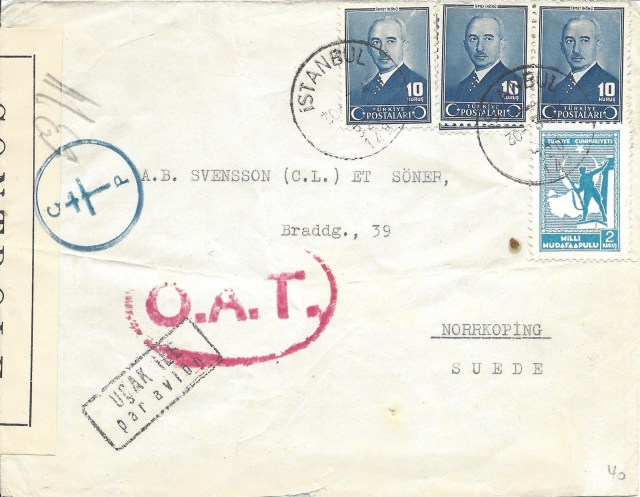 10
KURUŞ
TÜRKİYE
POSTALARI
10
KURUŞ
TÜRKİYE
POSTALARI
10
KURUŞ
TÜRKİYE
POSTALARI
İSTANBUL
TÜRKİYE CUMHURİYETİ
MİLLİ
MÜDAFAA PULU
2
KURUŞ
C P
A.B. SVENSSON (C.L.) ET SÖNER,
Braddg., 39
O.A.T.
UÇAK İLE
par avion
NORRKOPING
SUEDE
40